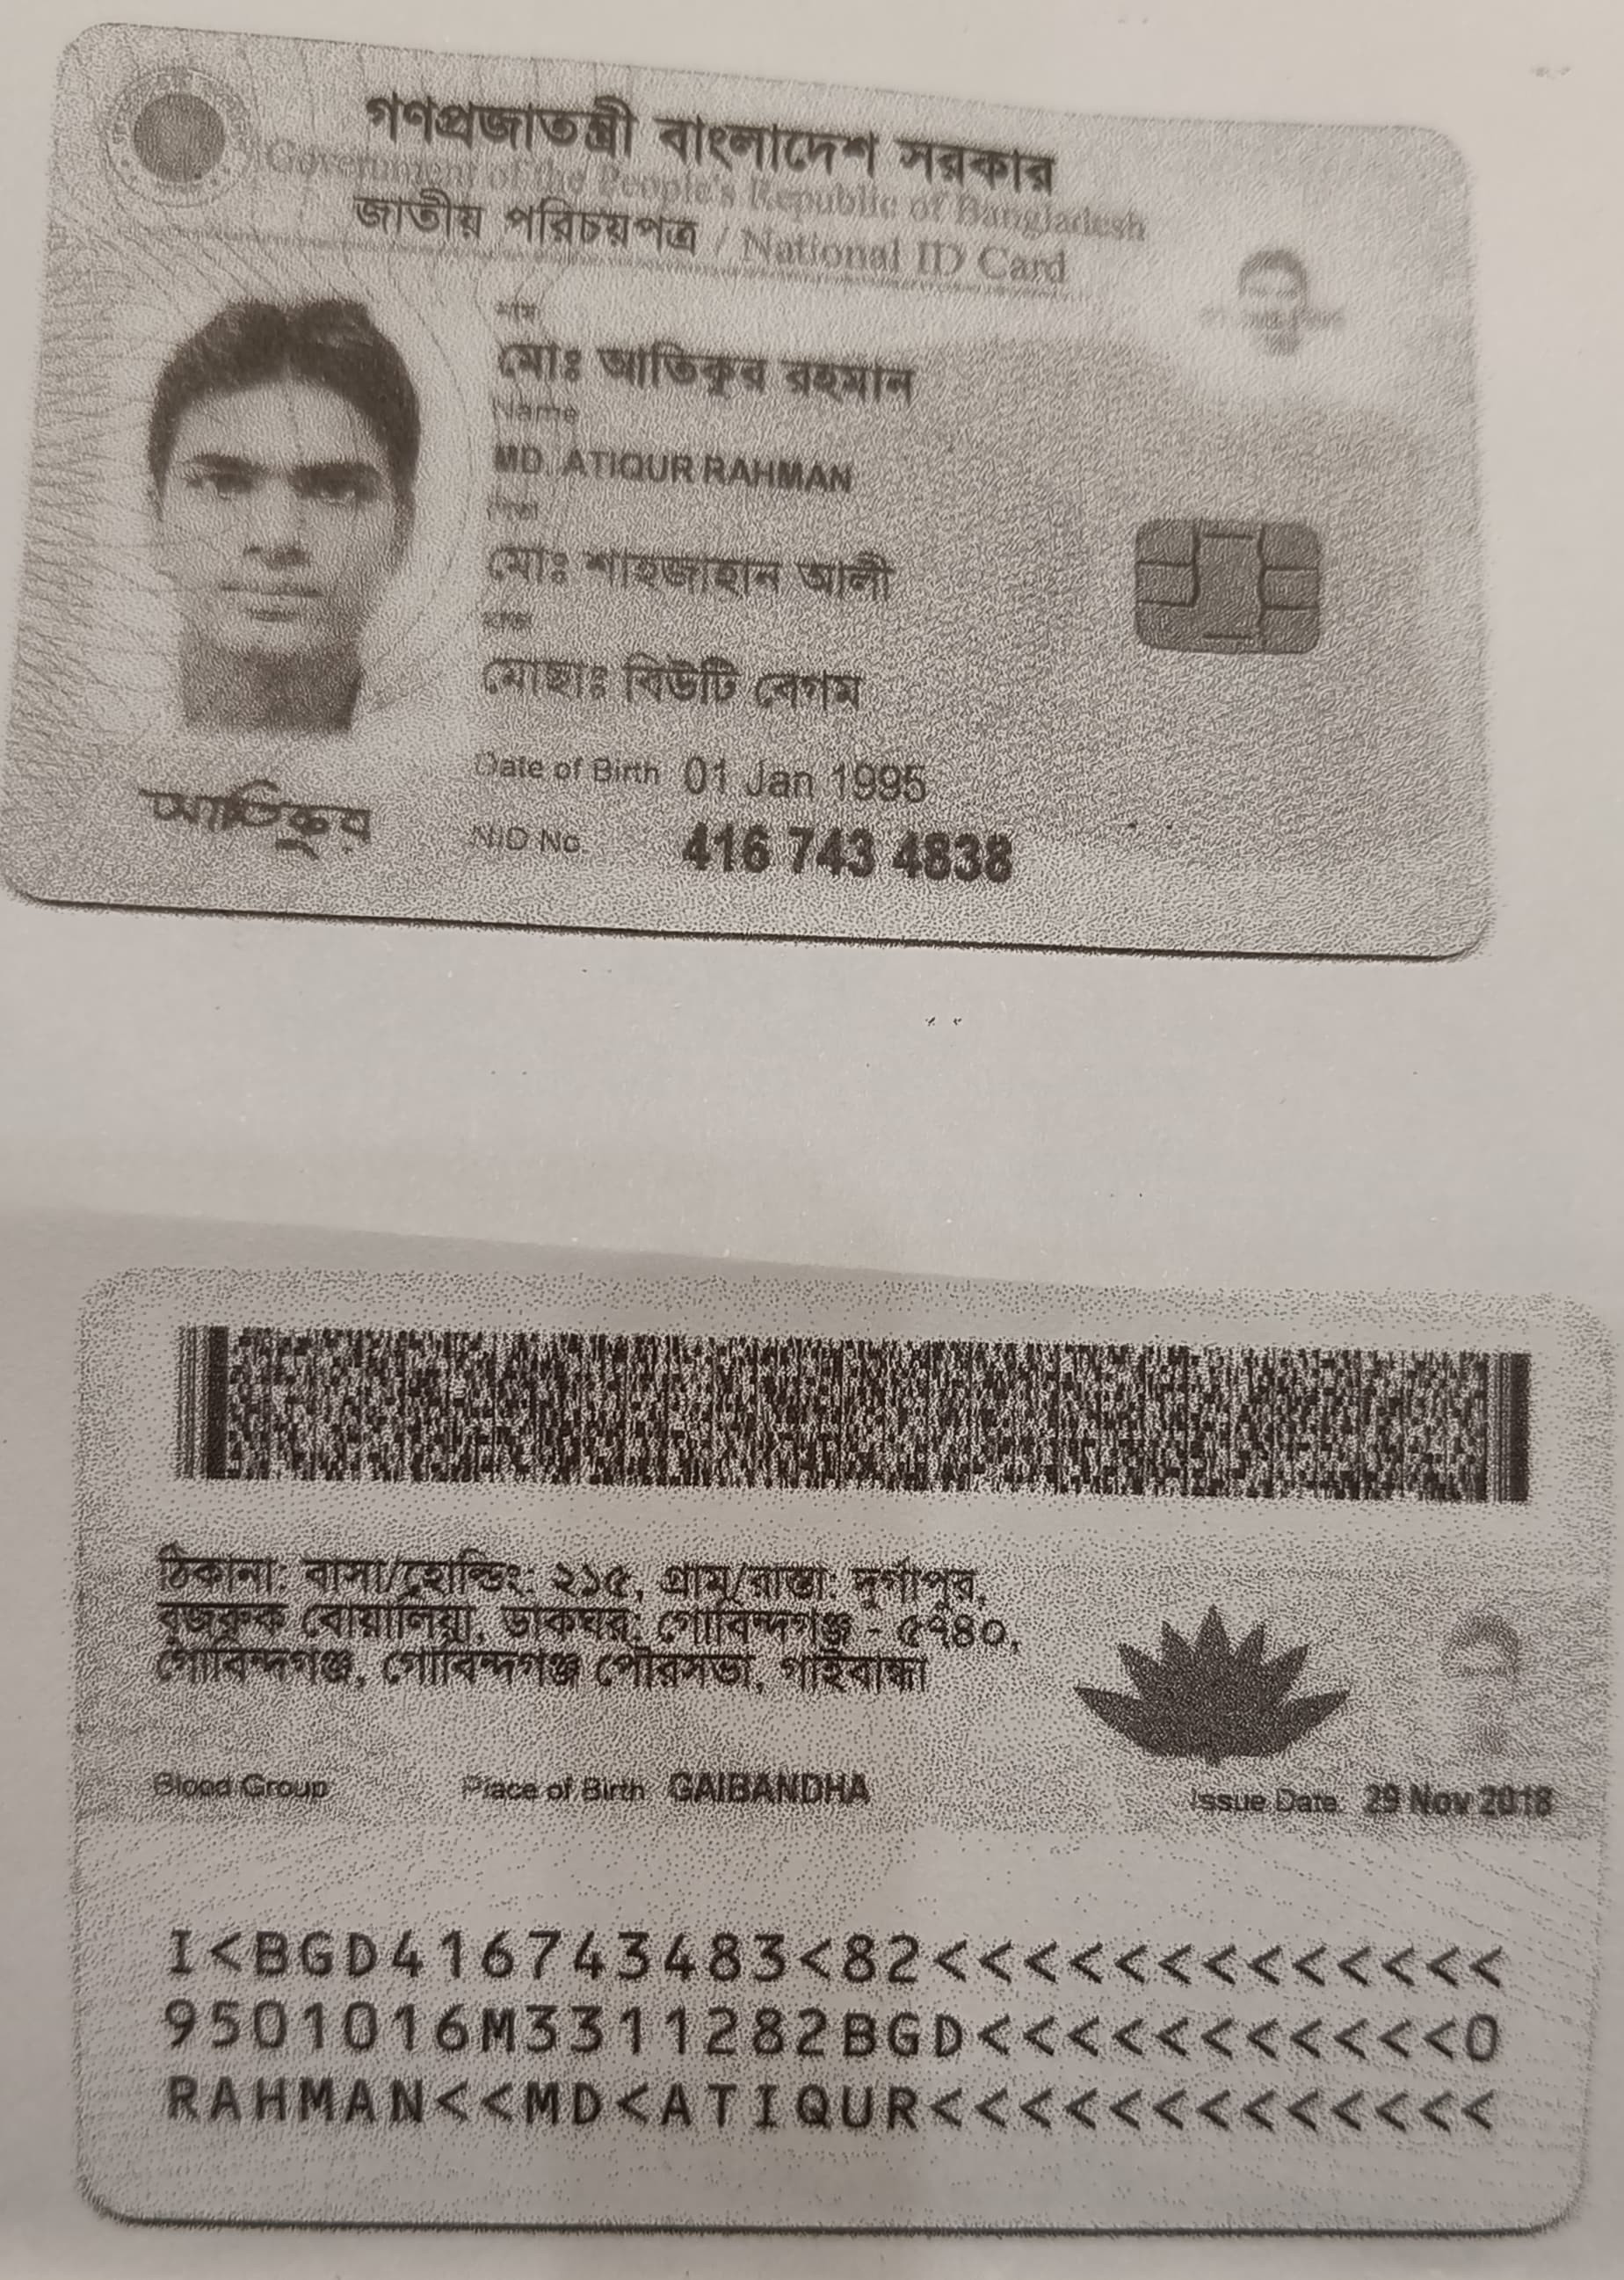 গণপ্রজাতন্ত্রী বাংলাদেশ সরকার
Government of the People's Republic of Bangladesh
জাতীয় পরিচয়পত্র / National ID Card
নাম
মোঃ আতিকুর রহমান
Name
MD. ATIQUR RAHMAN
পিতা
মোঃ শাহজাহান আলী
মাতা
মোছাঃ বিউটি বেগম
Date of Birth 01 Jan 1995
NID No. 416 743 4838
আতিকুর
ঠিকানা: বাসা/হোল্ডিং: ২১৫, গ্রাম/রাস্তা: দুর্গাপুর,
বুজরুক বোয়ালিয়া, ডাকঘর: গোবিন্দগঞ্জ - ৫৭৪০,
গোবিন্দগঞ্জ, গোবিন্দগঞ্জ পৌরসভা, গাইবান্ধা
Blood Group Place of Birth GAIBANDHA Issue Date 29 Nov 2018
I<BGD416743483<82<<<<<<<<<<<<<
9501016M3311282BGD<<<<<<<<<<<0
RAHMAN<<MD<ATIQUR<<<<<<<<<<<<<